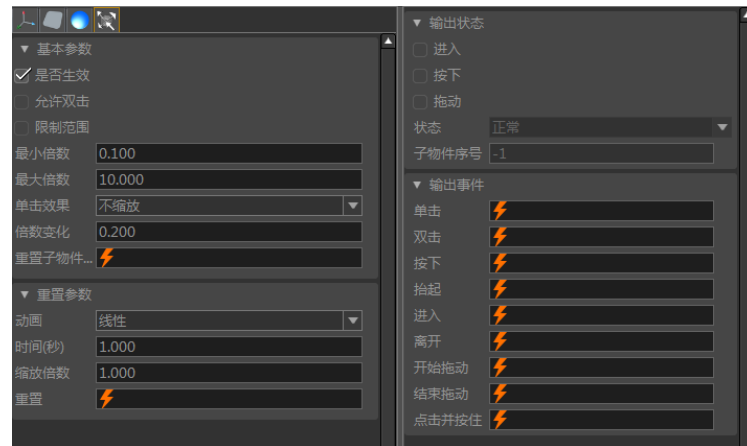 基本参数
是否生效
允许双击
限制范围
最小倍数 0.100
最大倍数 10.000
单击效果 不缩放
倍数变化 0.200
重置子物件...
重置参数
动画 线性
时间(秒) 1.000
缩放倍数 1.000
重置
输出状态
进入
按下
拖动
状态 正常
子物件序号 -1
输出事件
单击
双击
按下
抬起
进入
离开
开始拖动
结束拖动
点击并按住